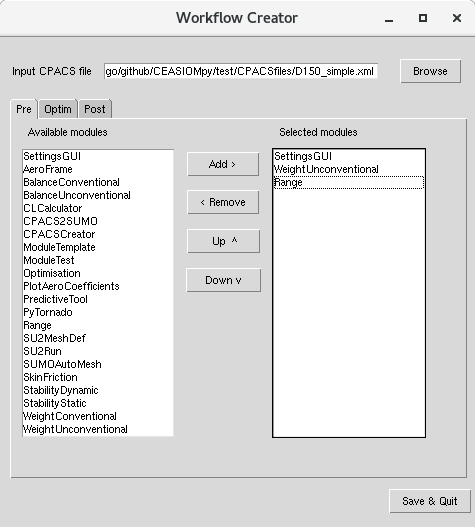 Workflow Creator
Input CPACS file go/github/CEASIOMpy/test/CPACSfiles/D150_simple.xml Browse
Pre Optim Post
Available modules
SettingsGUI
AeroFrame
BalanceConventional
BalanceUnconventional
CLCalculator
CPACS2SUMO
CPACSCreator
ModuleTemplate
ModuleTest
Optimisation
PlotAeroCoefficients
PredictiveTool
PyTornado
Range
SU2MeshDef
SU2Run
SUMOAutoMesh
SkinFriction
StabilityDynamic
StabilityStatic
WeightConventional
WeightUnconventional
Add >
< Remove
Up ^
Down v
Selected modules
SettingsGUI
WeightUnconventional
Range
Save & Quit